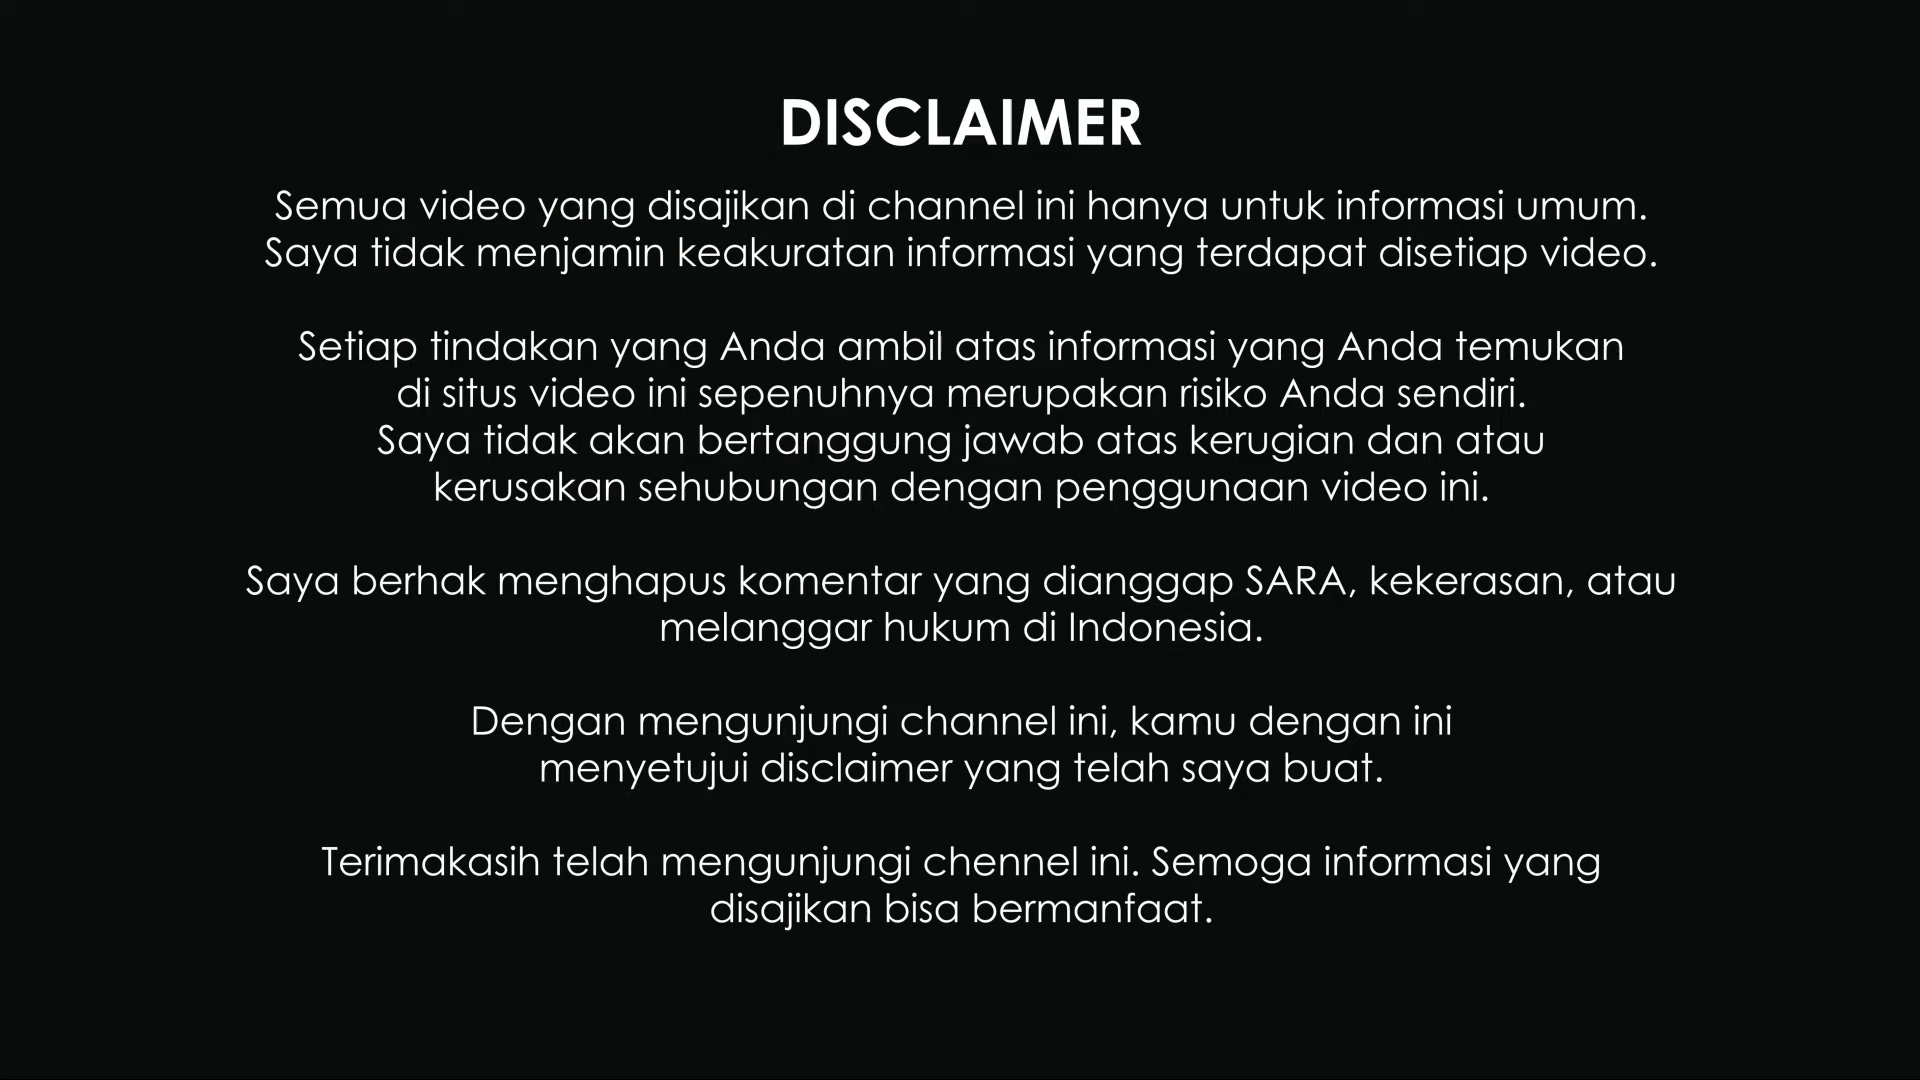 DISCLAIMER
Semua video yang disajikan di channel ini hanya untuk informasi umum.
Saya tidak menjamin keakuratan informasi yang terdapat disetiap video.
Setiap tindakan yang Anda ambil atas informasi yang Anda temukan
di situs video ini sepenuhnya merupakan risiko Anda sendiri.
Saya tidak akan bertanggung jawab atas kerugian dan atau
kerusakan sehubungan dengan penggunaan video ini.
Saya berhak menghapus komentar yang dianggap SARA, kekerasan, atau
melanggar hukum di Indonesia.
Dengan mengunjungi channel ini, kamu dengan ini
menyetujui disclaimer yang telah saya buat.
Terimakasih telah mengunjungi chennel ini. Semoga informasi yang
disajikan bisa bermanfaat.